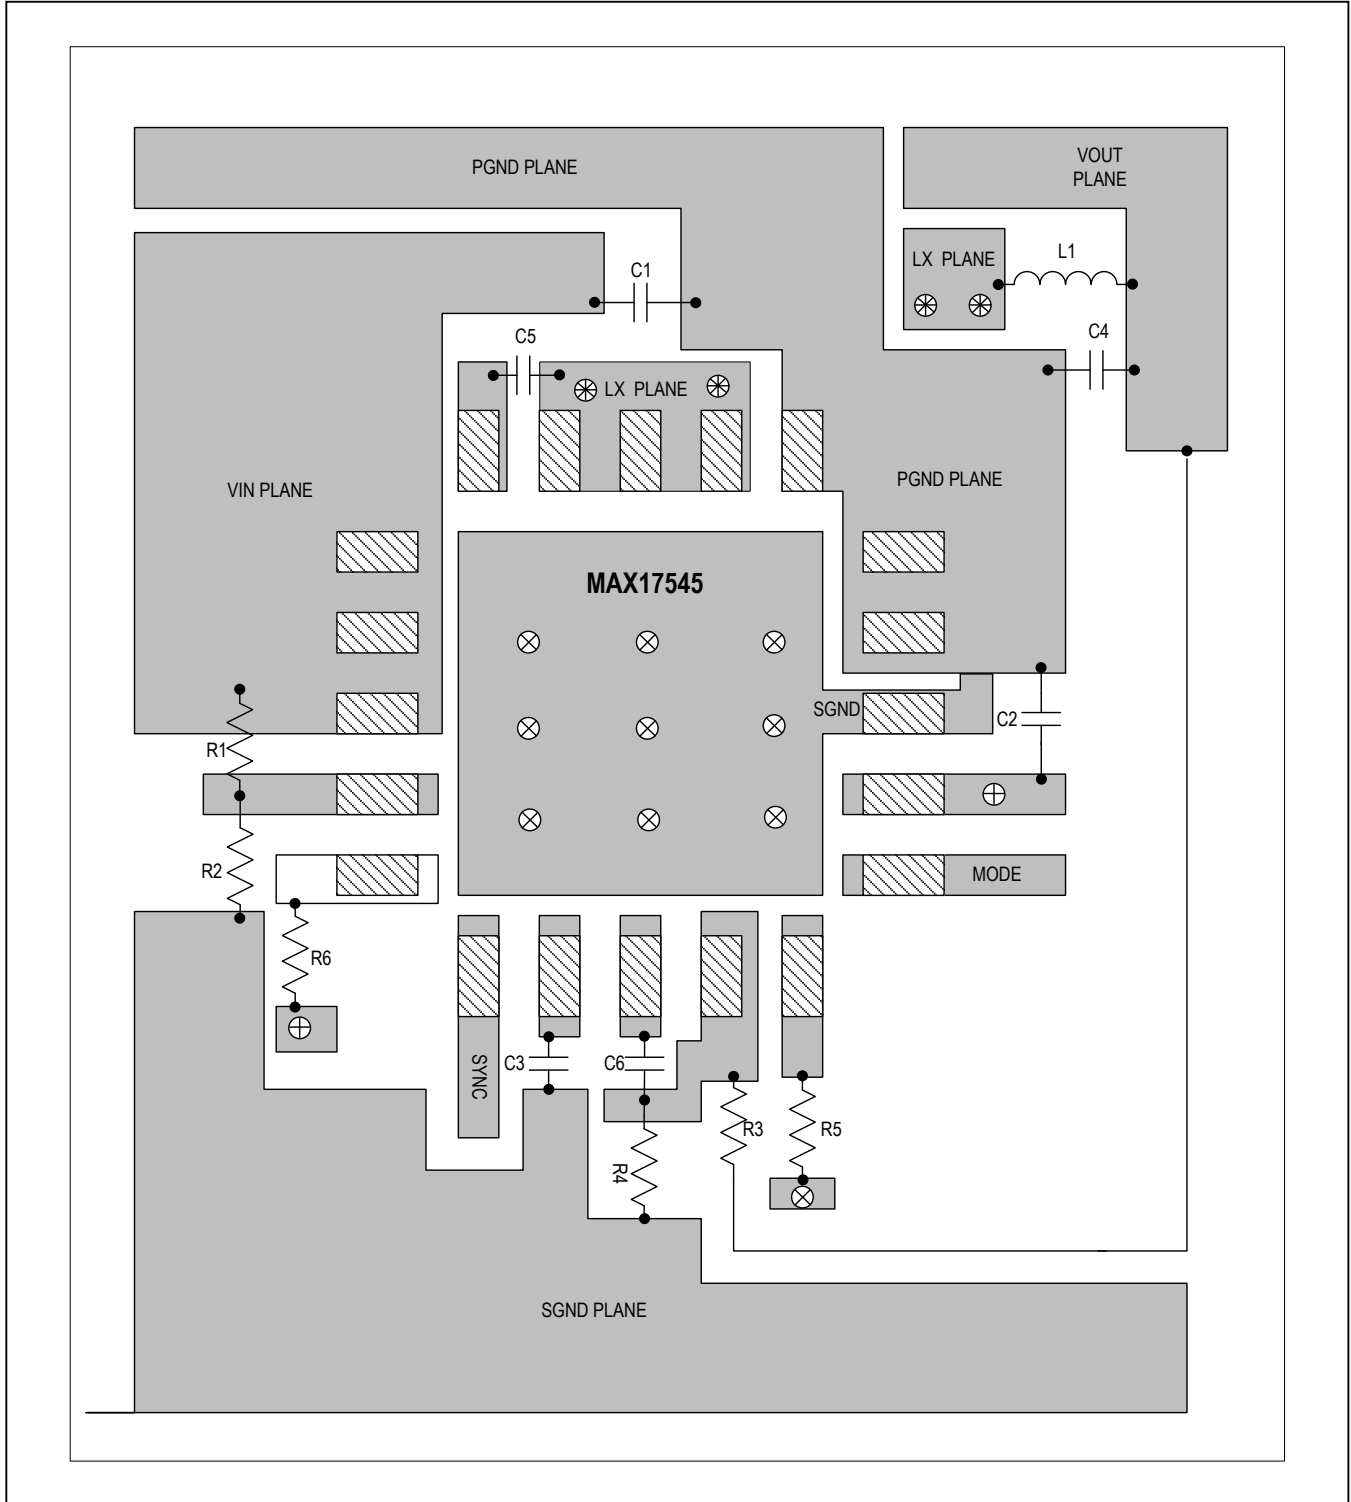 PGND PLANE
VOUT
PLANE
LX PLANE
L1
C1
C5
C4
LX PLANE
VIN PLANE
PGND PLANE
MAX17545
SGND
C2
R1
R2
MODE
R6
SYNC
C3
C6
R3
R5
R4
SGND PLANE